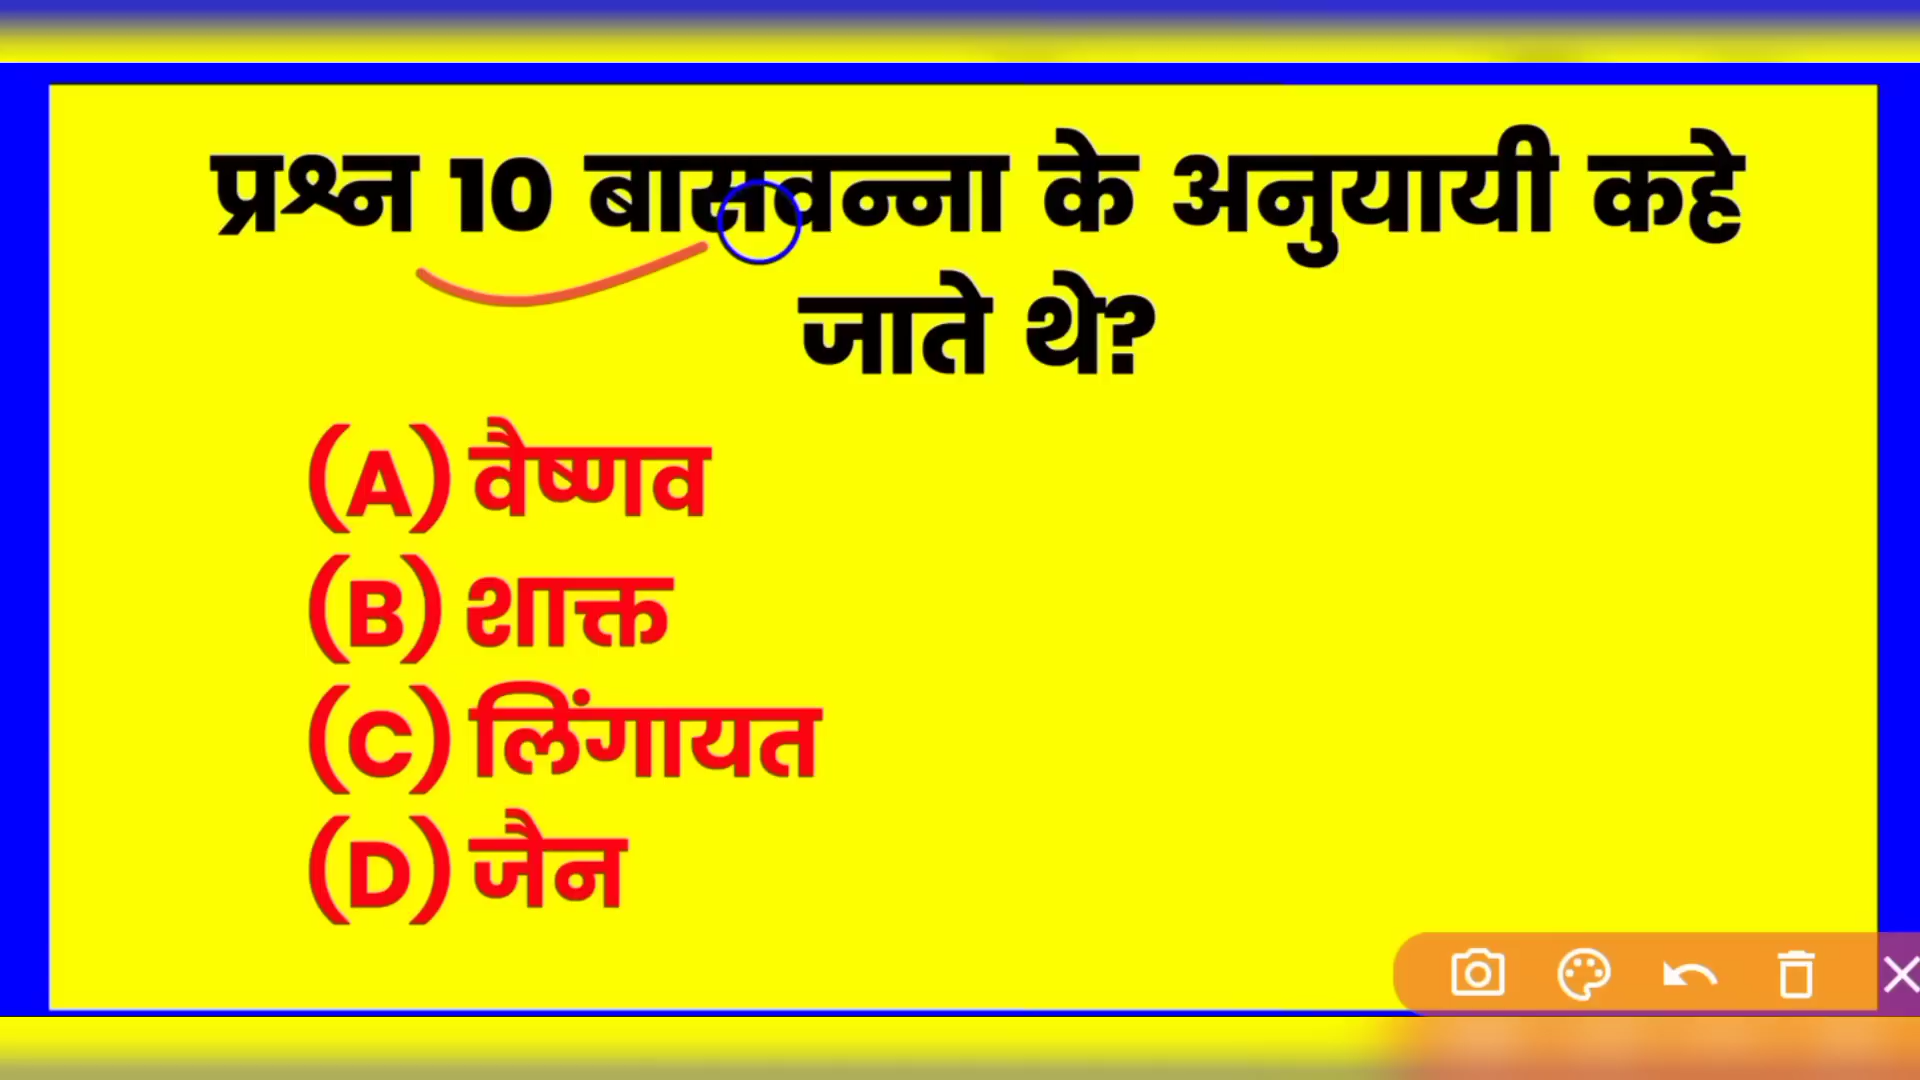 प्रश्न 10 बासवन्ना के अनुयायी कहे
जाते थे?
(A) वैष्णव
(B) शाक्त
(C) लिंगायत
(D) जैन